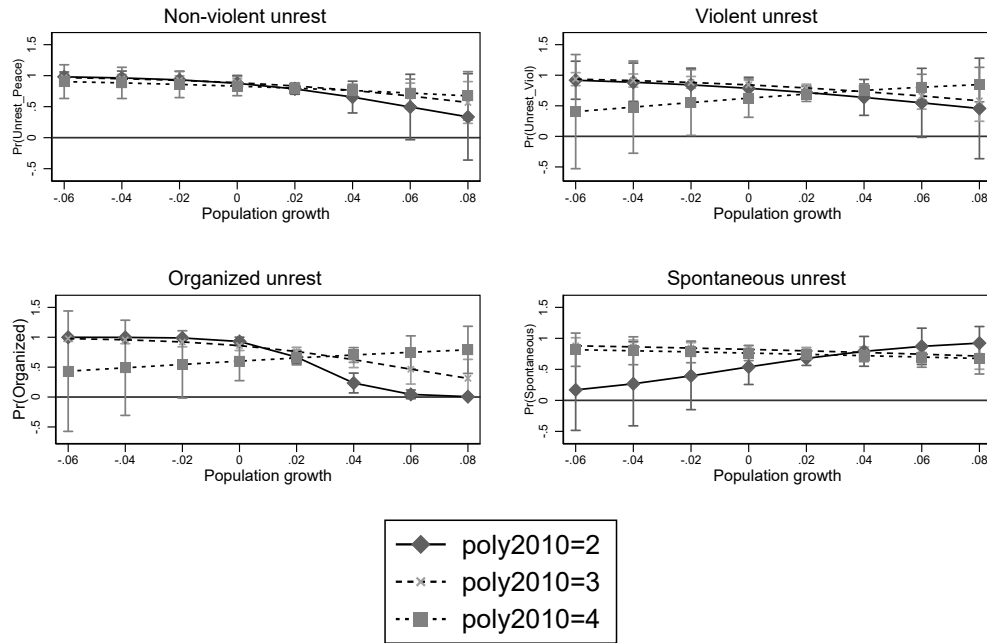 Non-violent unrest
Pr(Unrest_Peace)
1.5
1
.5
0
-.5
-.06 -.04 -.02 0 .02 .04 .06 .08
Population growth
Violent unrest
Pr(Unrest_Viol)
1.5
1
.5
0
-.5
-.06 -.04 -.02 0 .02 .04 .06 .08
Population growth
Organized unrest
Pr(Organized)
1.5
1
.5
0
-.5
-.06 -.04 -.02 0 .02 .04 .06 .08
Population growth
Spontaneous unrest
Pr(Spontaneous)
1.5
1
.5
0
-.5
-.06 -.04 -.02 0 .02 .04 .06 .08
Population growth
poly2010=2
poly2010=3
poly2010=4